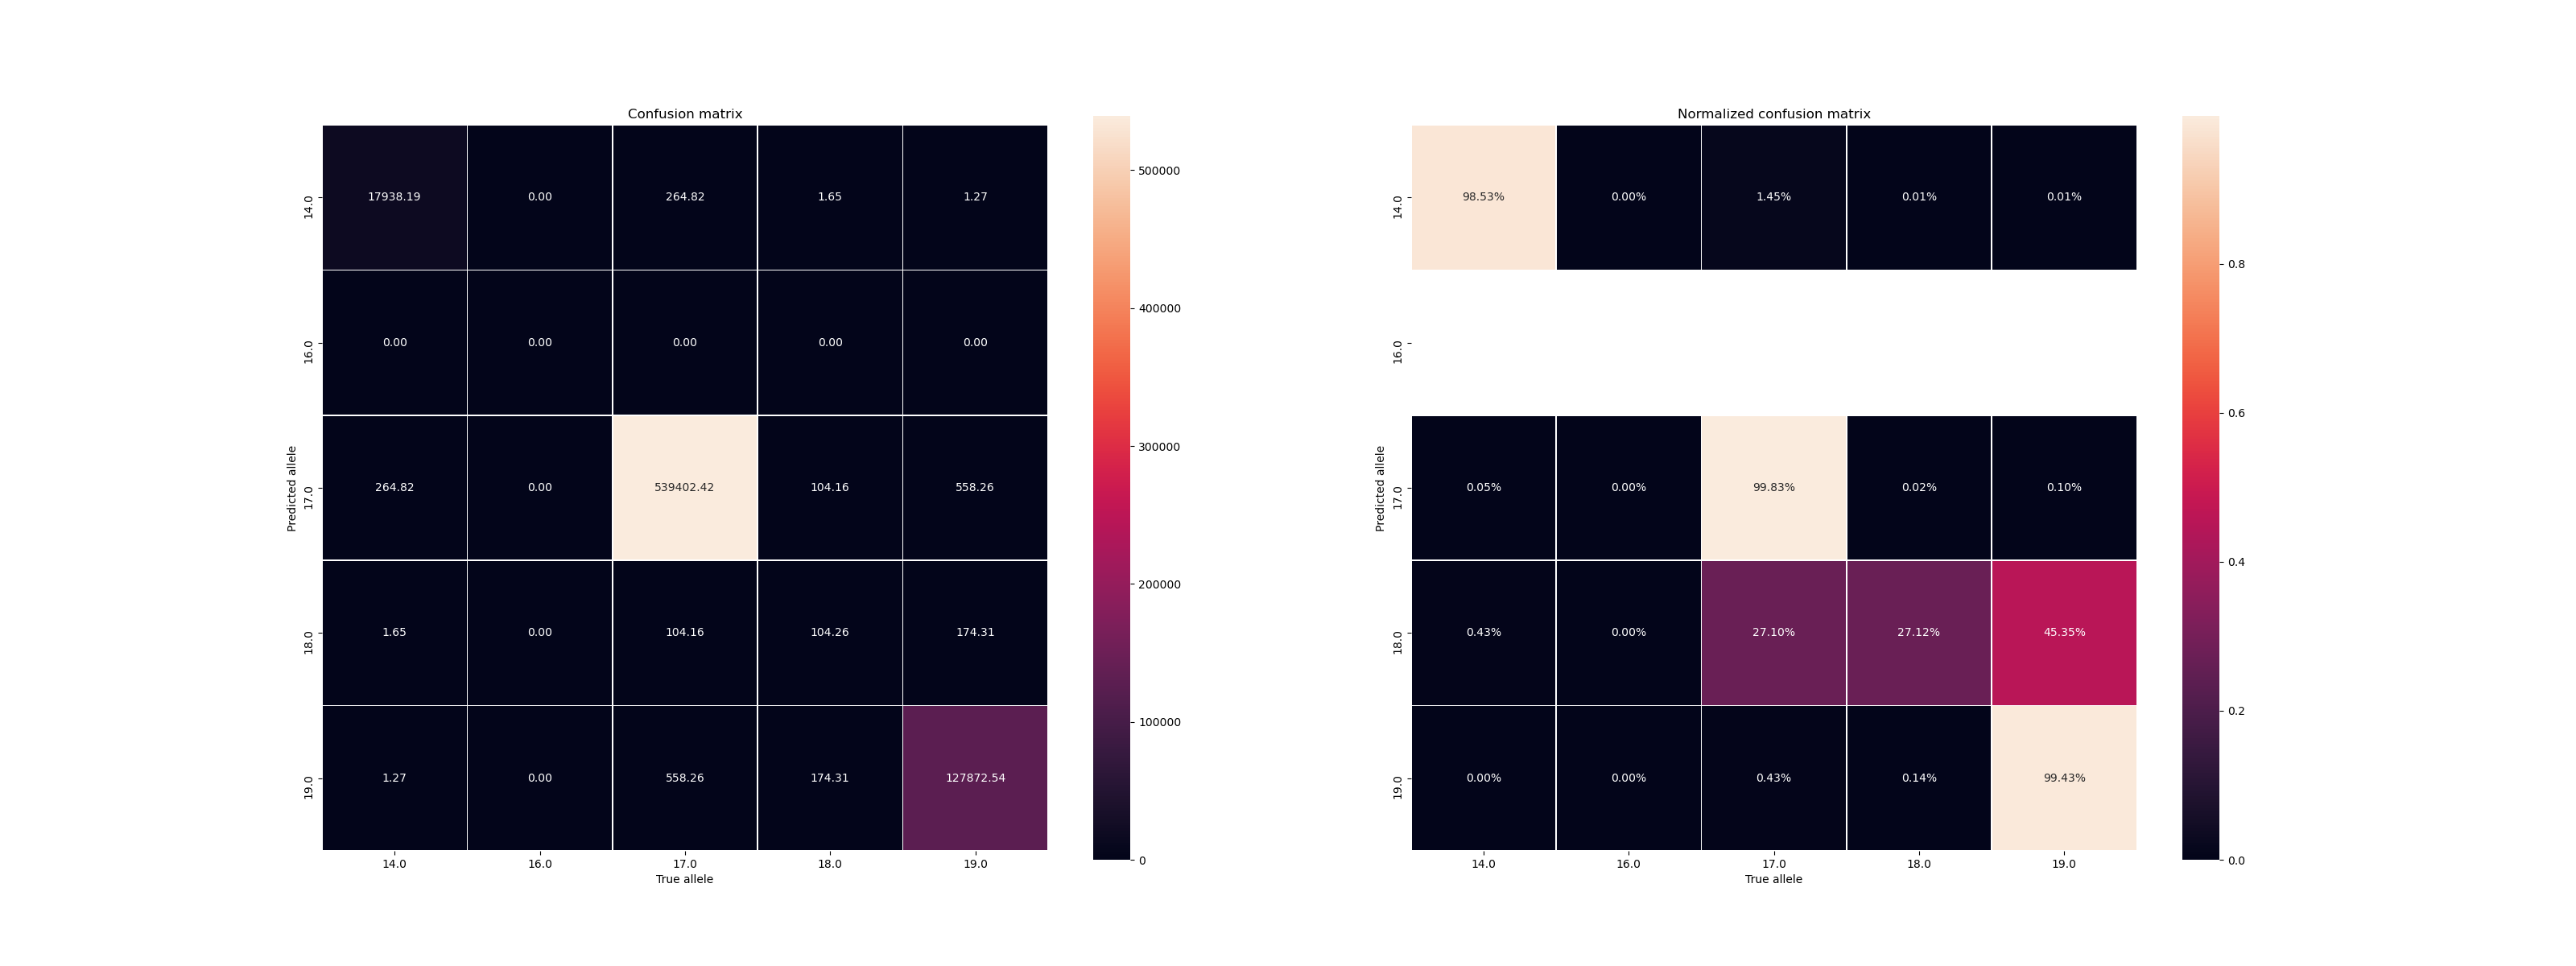 Confusion matrix
14.0 17938.19 0.00 264.82 1.65 1.27
16.0 0.00 0.00 0.00 0.00 0.00
17.0 264.82 0.00 539402.42 104.16 558.26
18.0 1.65 0.00 104.16 104.26 174.31
19.0 1.27 0.00 558.26 174.31 127872.54
14.0 16.0 17.0 18.0 19.0
True allele
Predicted allele
500000
400000
300000
200000
100000
0
Normalized confusion matrix
14.0 98.53% 0.00% 1.45% 0.01% 0.01%
16.0
17.0 0.05% 0.00% 99.83% 0.02% 0.10%
18.0 0.43% 0.00% 27.10% 27.12% 45.35%
19.0 0.00% 0.00% 0.43% 0.14% 99.43%
14.0 16.0 17.0 18.0 19.0
True allele
Predicted allele
0.8
0.6
0.4
0.2
0.0